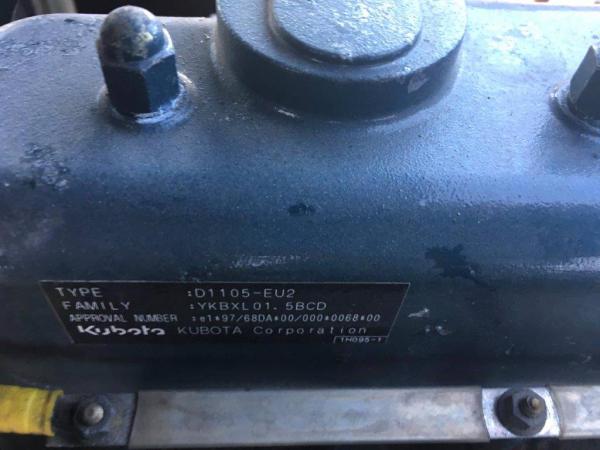 TYPE :D1105-EU2
FAMILY :YKBXL01.5BCD
APPROVAL NUMBER :e1*97/68DA*00/000*0068*00
Kubota KUBOTA Corporation
1H095-1